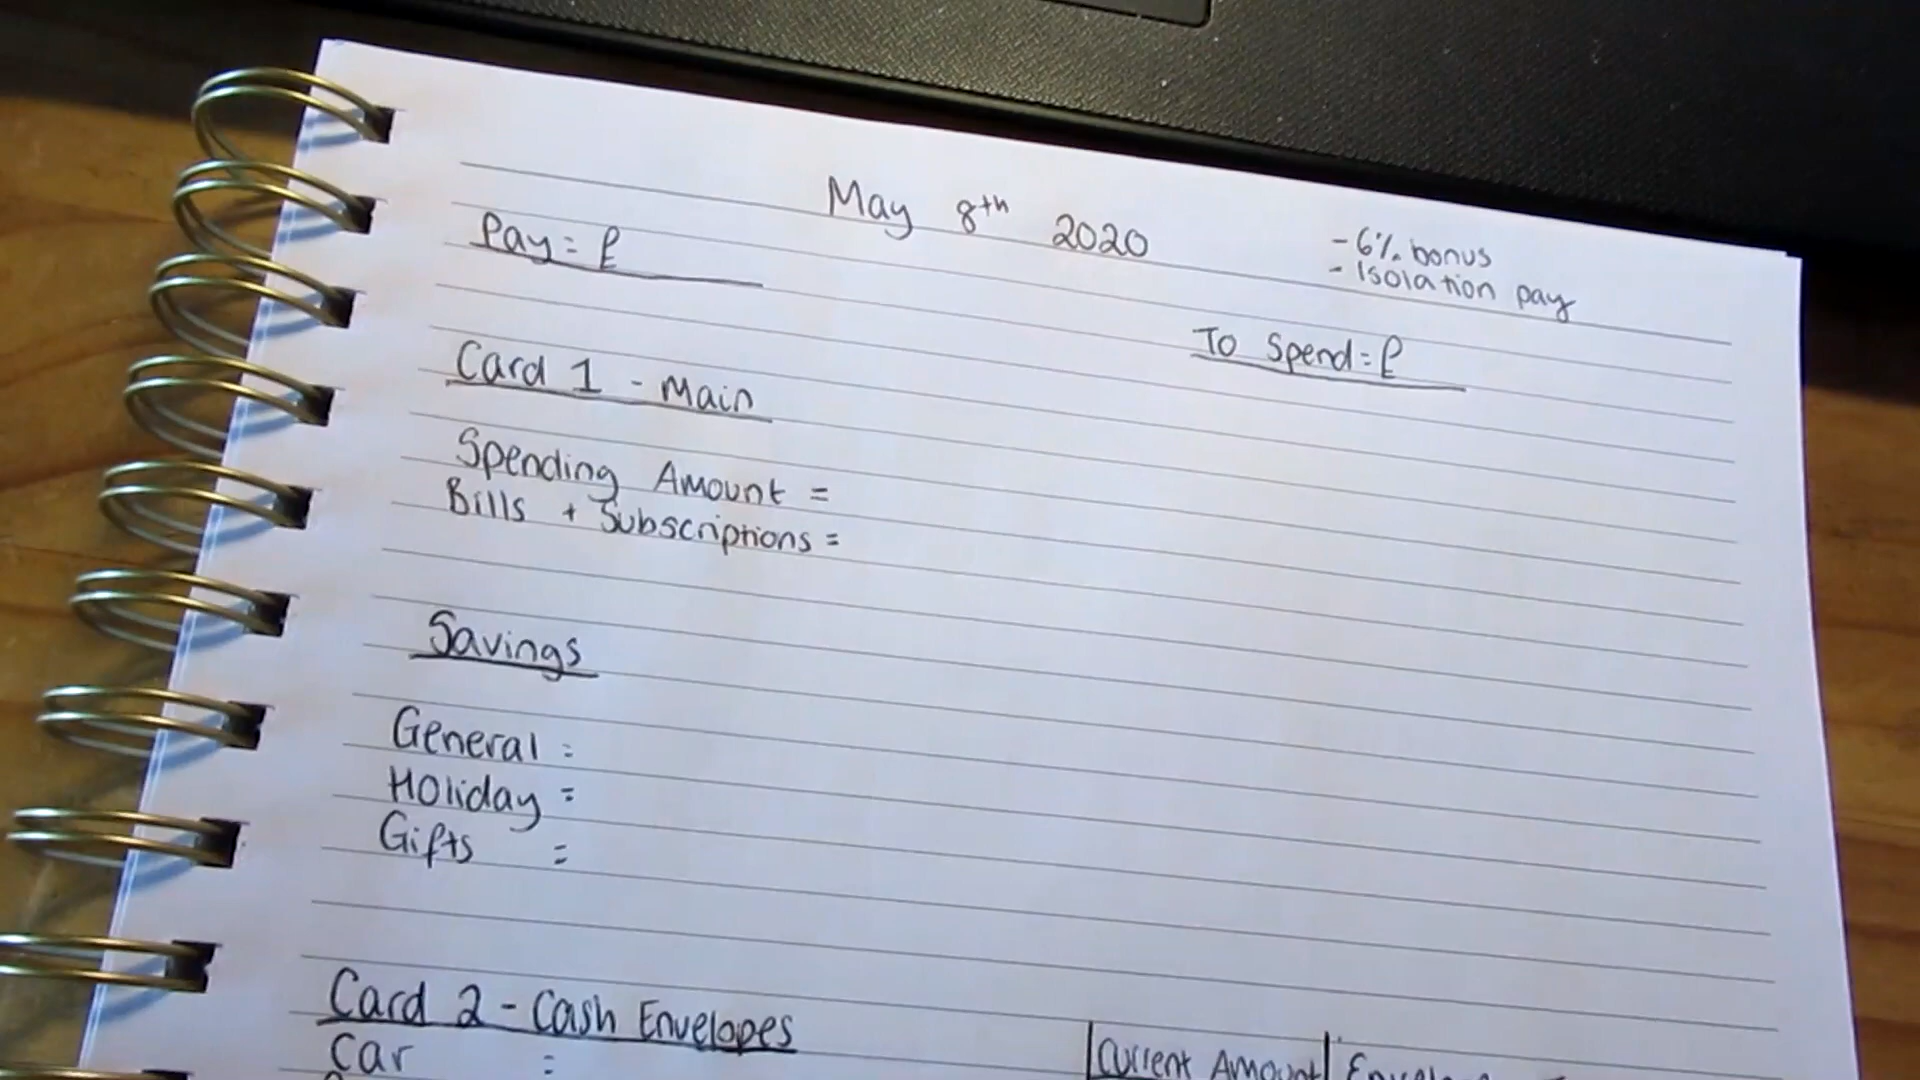 May 8th 2020
Pay = £
- 6% bonus
- Isolation pay
To Spend = £
Card 1 - Main
Spending Amount =
Bills + Subscriptions =
Savings
General =
Holiday =
Gifts =
Card 2 - Cash Envelopes
Car =
Current Amount